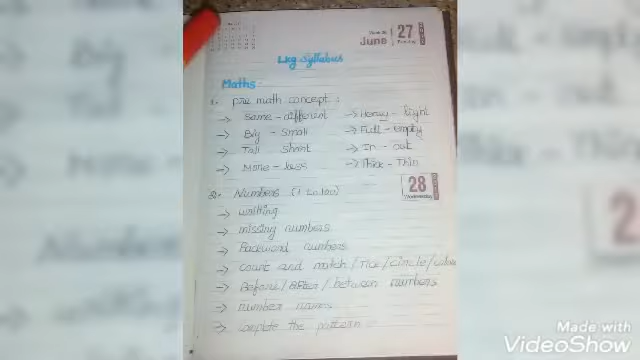 June 27
Lkg Syllabus
Maths
1. Pre math concept :
→ Same - different → Heavy - light
→ Big - Small → Full - Empty
→ Tall Short → In - out
→ More - less → Thick - Thin
28
Wednesday
2. Numbers (1 to 100)
→ writting
→ missing numbers
→ Backward numbers
→ count and match / Tick / circle / colour
→ Before / After / between numbers
→ number names
→ the pattern
Made with
VideoShow